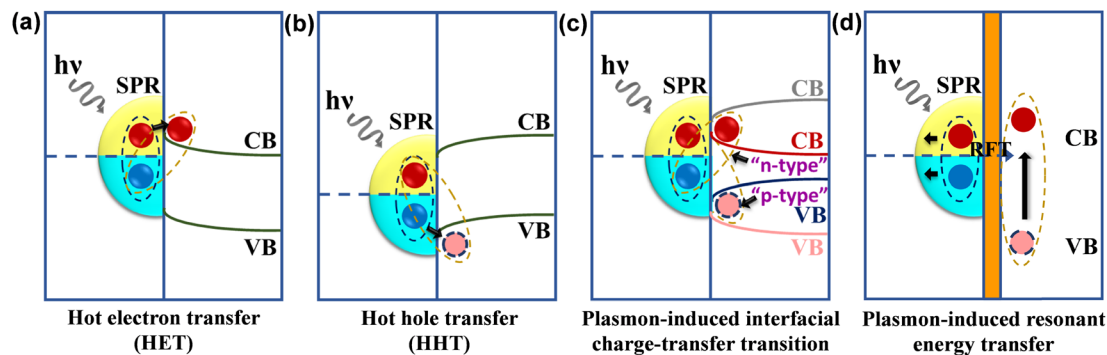 (a)
hν
SPR
CB
VB
Hot electron transfer
(HET)
(b)
hν
SPR
CB
VB
Hot hole transfer
(HHT)
(c)
hν
SPR
CB
CB
“n-type”
“p-type”
VB
VB
Plasmon-induced interfacial
charge-transfer transition
(d)
hν
SPR
CB
RET
VB
Plasmon-induced resonant
energy transfer